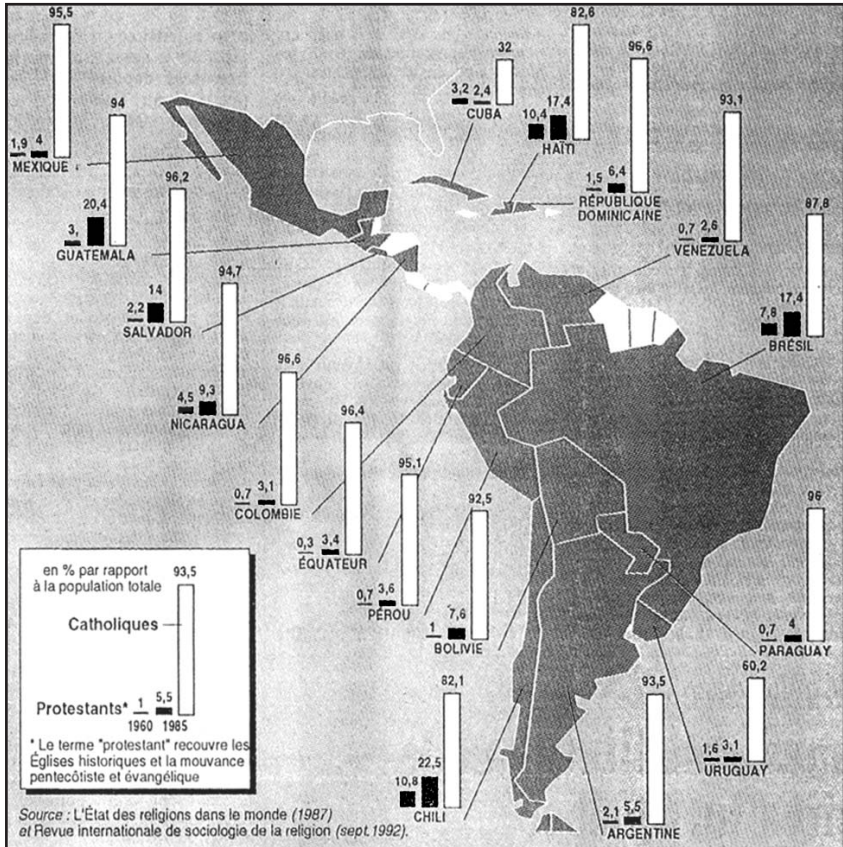 95,5
1,9 4
MEXIQUE
94
3, 20,4
GUATEMALA
96,2
2,2 14
SALVADOR
94,7
4,5 9,3
NICARAGUA
96,6
0,7 3,1
COLOMBIE
96,4
0,3 3,4
ÉQUATEUR
95,1
0,7 3,6
PÉROU
92,5
1 7,6
BOLIVIE
82,1
10,8 22,5
CHILI
32
3,2 2,4
CUBA
82,6
10,4 17,4
HAÏTI
96,6
1,5 6,4
RÉPUBLIQUE
DOMINICAINE
93,1
0,7 2,6
VENEZUELA
87,8
7,8 17,4
BRÉSIL
96
0,7 4
PARAGUAY
60,2
1,6 3,1
URUGUAY
93,5
2,1 5,5
ARGENTINE
en % par rapport
à la population totale
93,5
Catholiques
Protestants* 1 5,5
1960 1985
* Le terme "protestant" recouvre les
Églises historiques et la mouvance
pentecôtiste et évangélique
Source : L'État des religions dans le monde (1987)
et Revue internationale de sociologie de la religion (sept.1992).